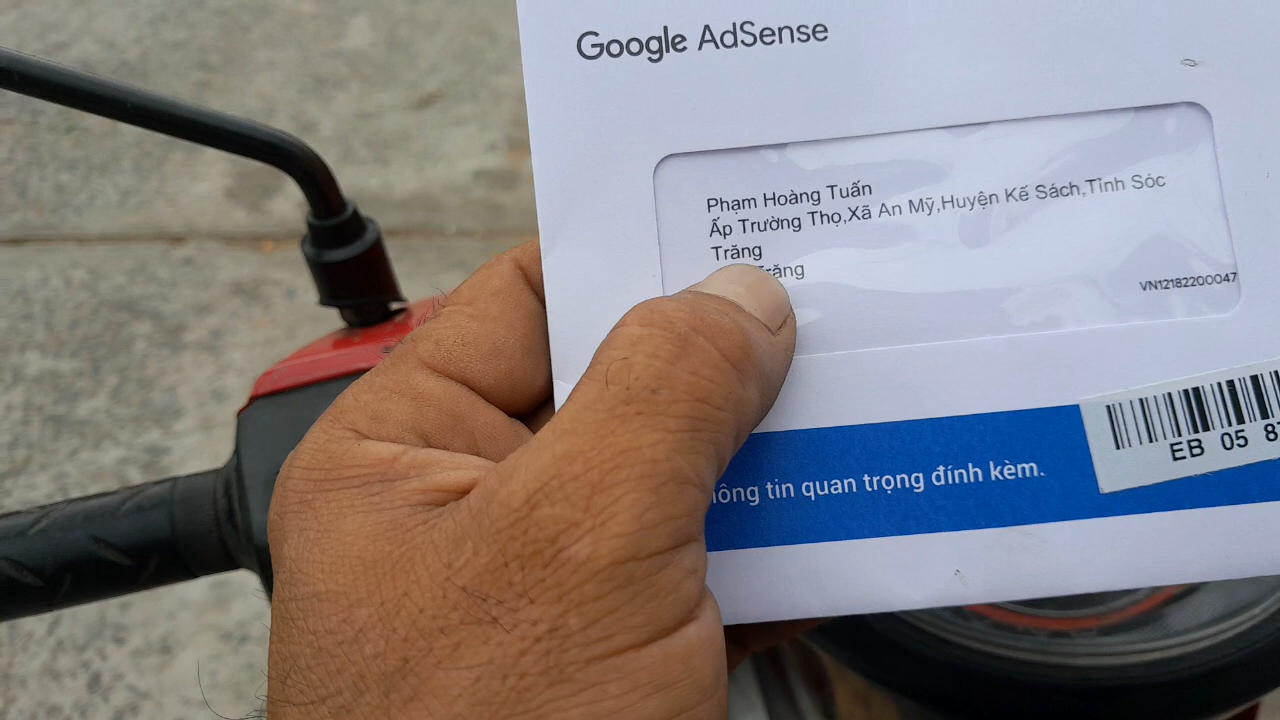 Google AdSense
Phạm Hoàng Tuấn
Ấp Trường Thọ,Xã An Mỹ,Huyện Kế Sách,Tỉnh Sóc
Trăng
Trăng
VN12182200047
EB 05 8
tin quan trọng đính kèm.